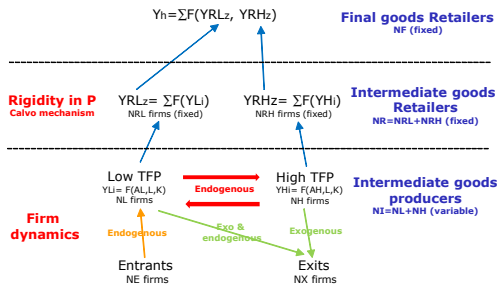 Yh=∑F(YRLz, YRHz)
Final goods Retailers
NF (fixed)
Rigidity in P
Calvo mechanism
YRLz= ∑F(YLi)
NRL firms (fixed)
YRHz= ∑F(YHi)
NRH firms (fixed)
Intermediate goods
Retailers
NR=NRL+NRH (fixed)
Low TFP
YLi= F(AL,L,K)
NL firms
Endogenous
High TFP
YHi= F(AH,L,K)
NH firms
Intermediate goods
producers
NI=NL+NH (variable)
Firm
dynamics
Endogenous
Exo &
endogenous
Exogenous
Entrants
NE firms
Exits
NX firms